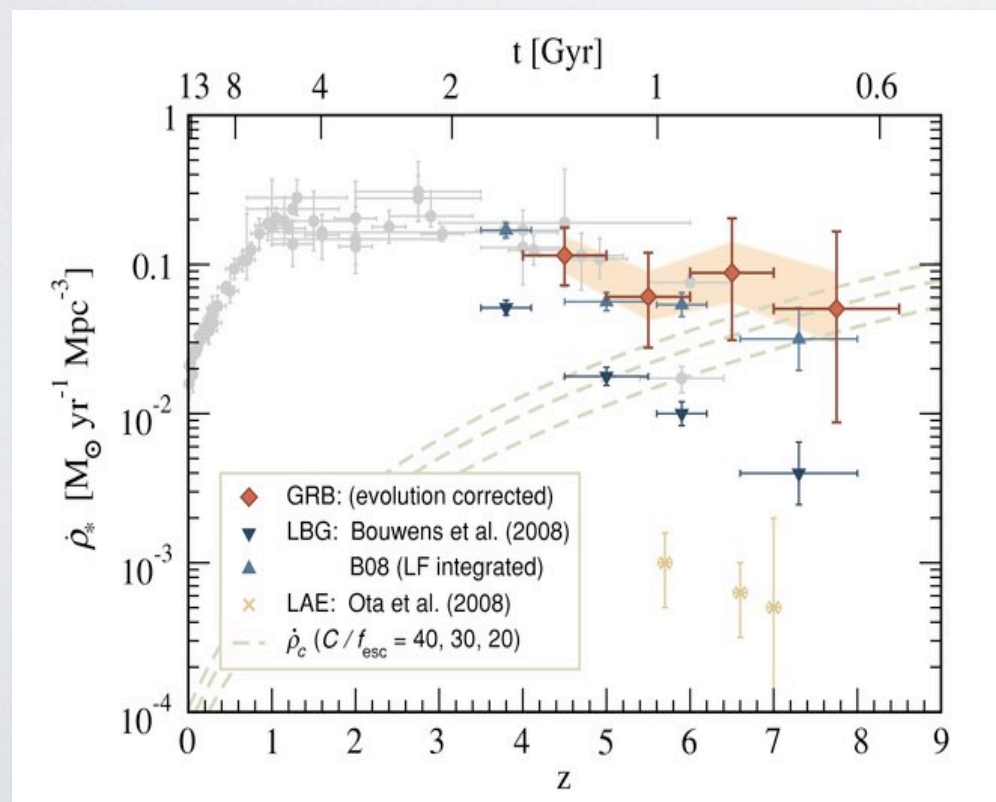 t [Gyr]
13 8 4 2 1 0.6
1
0.1
10⁻²
10⁻³
10⁻⁴
ρ̇* [M⊙ yr⁻¹ Mpc⁻³]
GRB: (evolution corrected)
LBG: Bouwens et al. (2008)
B08 (LF integrated)
LAE: Ota et al. (2008)
ρ̇c (C / fesc = 40, 30, 20)
0 1 2 3 4 5 6 7 8 9
z